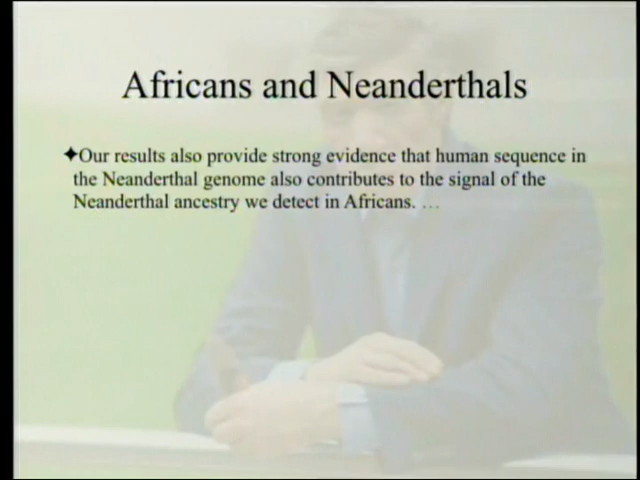 Africans and Neanderthals
✦Our results also provide strong evidence that human sequence in
the Neanderthal genome also contributes to the signal of the
Neanderthal ancestry we detect in Africans. …